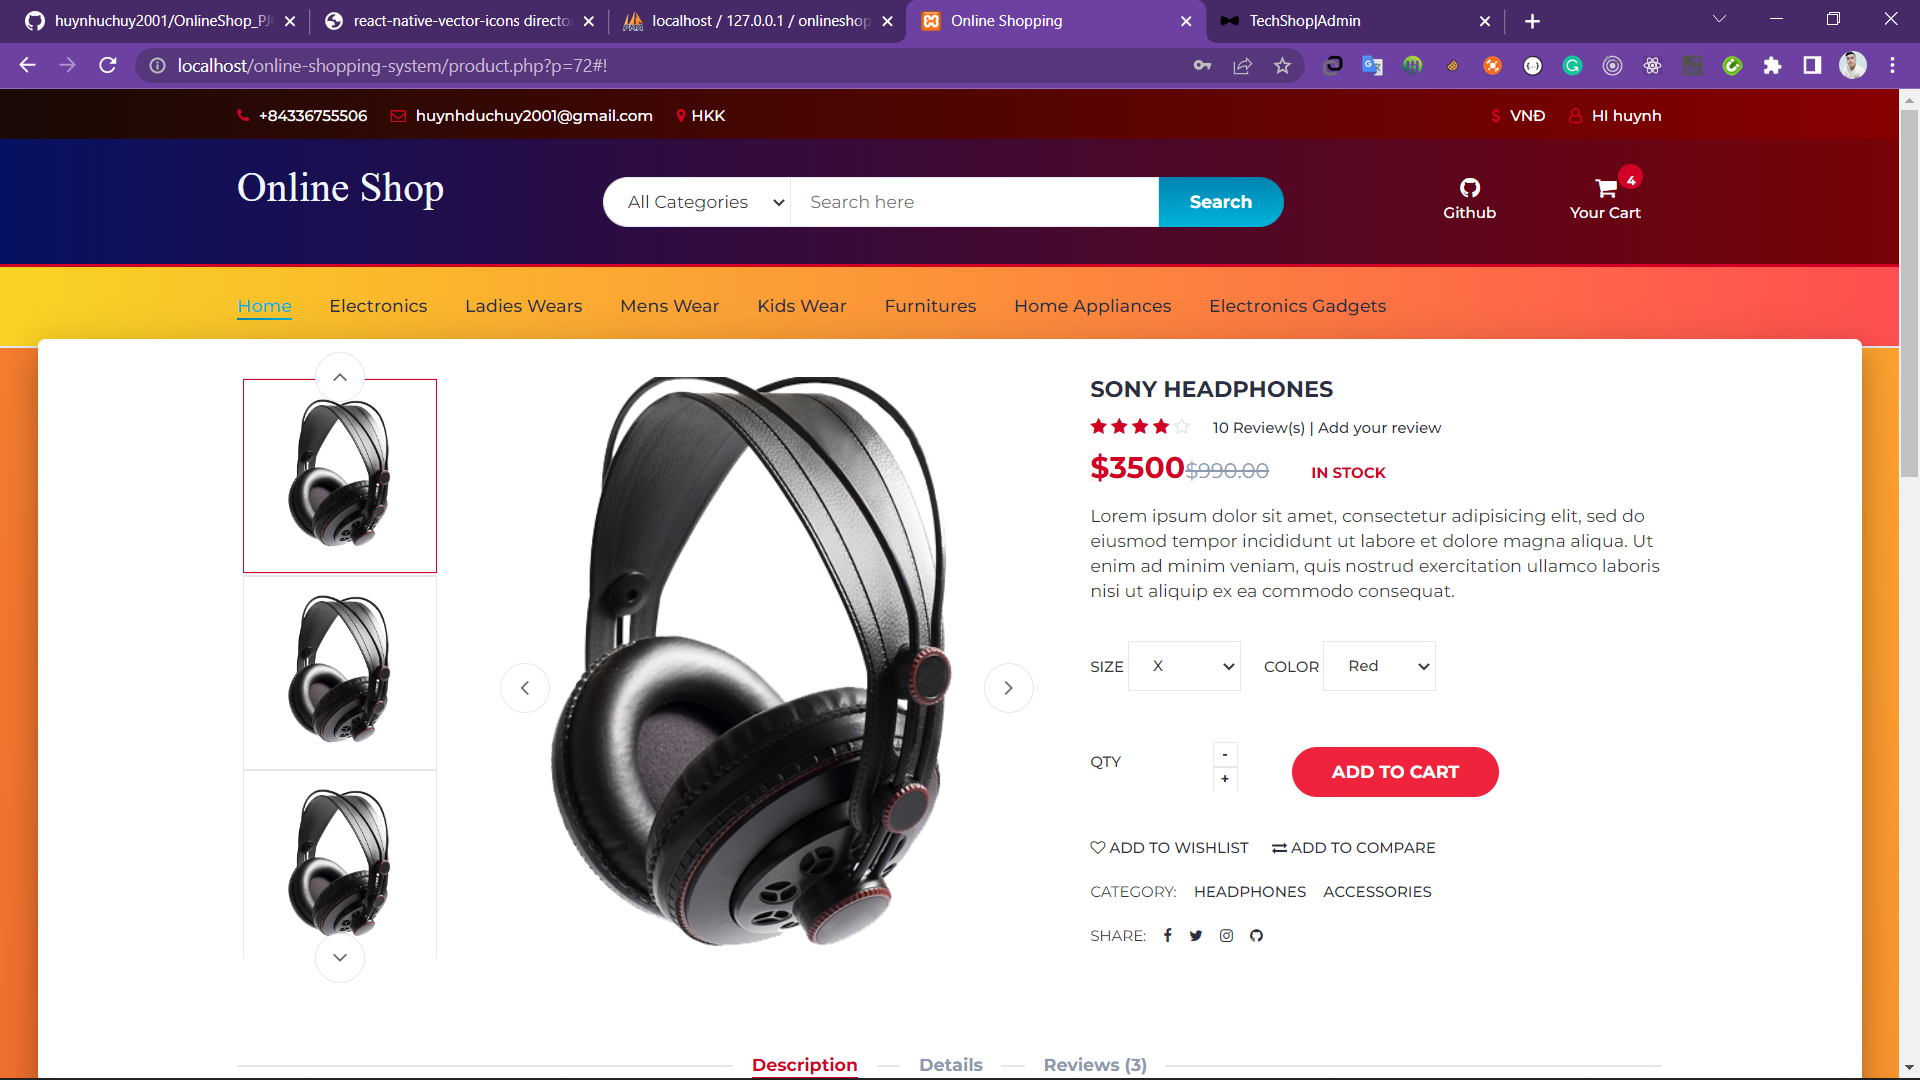 huynhuchuy2001/OnlineShop_PJ
react-native-vector-icons directo
localhost / 127.0.0.1 / onlineshop
Online Shopping
TechShop|Admin
localhost/online-shopping-system/product.php?p=72#!
+84336755506 huynhduchuy2001@gmail.com HKK
$ VNĐ HI huynh
Online Shop
All Categories Search here Search
Github
4
Your Cart
Home Electronics Ladies Wears Mens Wear Kids Wear Furnitures Home Appliances Electronics Gadgets
SONY HEADPHONES
10 Review(s) | Add your review
$3500 $990.00 IN STOCK
Lorem ipsum dolor sit amet, consectetur adipisicing elit, sed do
eiusmod tempor incididunt ut labore et dolore magna aliqua. Ut
enim ad minim veniam, quis nostrud exercitation ullamco laboris
nisi ut aliquip ex ea commodo consequat.
SIZE X COLOR Red
QTY - + ADD TO CART
ADD TO WISHLIST ADD TO COMPARE
CATEGORY: HEADPHONES ACCESSORIES
SHARE:
Description Details Reviews (3)